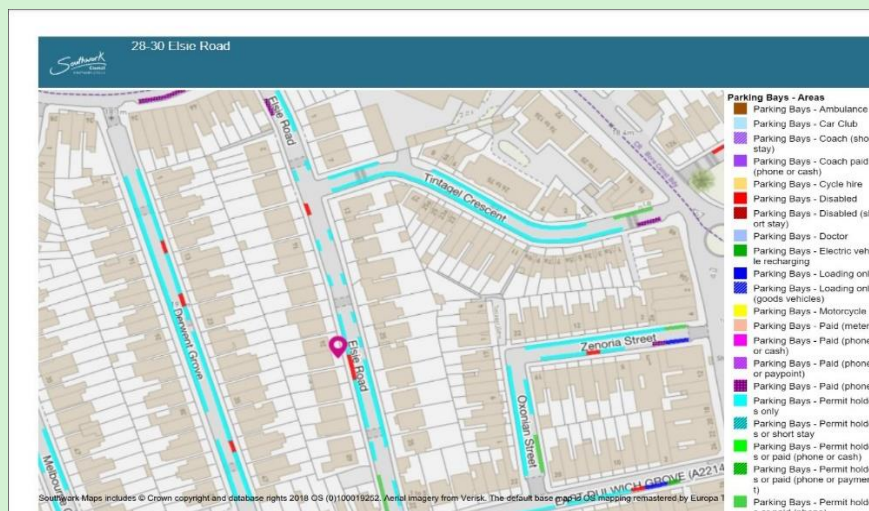 28-30 Elsie Road
Southwark
Council
Elsie Road
Tintagel Crescent
Derwent Grove
Elsie Road
Zenoria Street
Oxonian Street
Melbourne
DULWICH GROVE (A2214
Southwark Maps includes © Crown copyright and database rights 2018 OS (0)100019252. Aerial imagery from Verisk. The default base map is OS mapping remastered by Europa T
Parking Bays - Areas
Parking Bays - Ambulance
Parking Bays - Car Club
Parking Bays - Coach (sho
stay)
Parking Bays - Coach paid
(phone or cash)
Parking Bays - Cycle hire
Parking Bays - Disabled
Parking Bays - Disabled (sh
ort stay)
Parking Bays - Doctor
Parking Bays - Electric vehi
le recharging
Parking Bays - Loading onl
Parking Bays - Loading onl
(goods vehicles)
Parking Bays - Motorcycle
Parking Bays - Paid (meter
Parking Bays - Paid (phone
or cash)
Parking Bays - Paid (phone
or paypoint)
Parking Bays - Paid (phone
Parking Bays - Permit holde
s only
Parking Bays - Permit holde
s or short stay
Parking Bays - Permit holde
s or paid (phone or cash)
Parking Bays - Permit holde
s or paid (phone or paymen
t)
Parking Bays - Permit holde